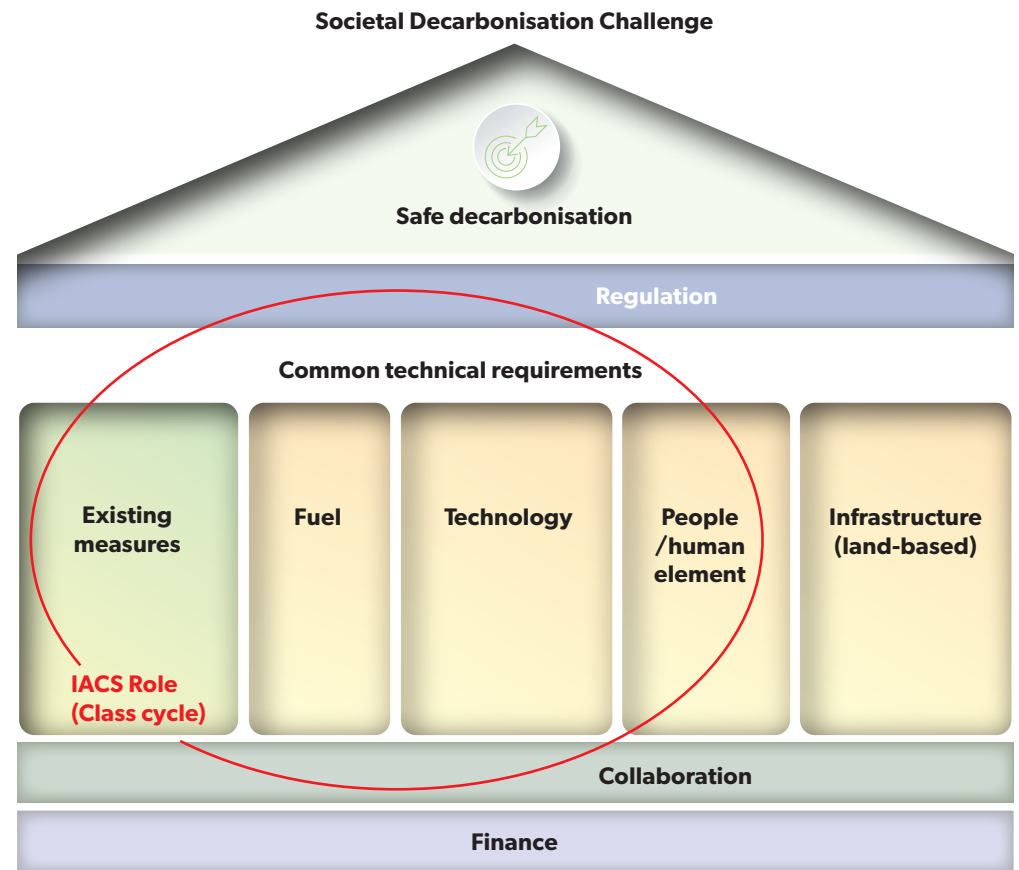 Societal Decarbonisation Challenge
Safe decarbonisation
Regulation
Common technical requirements
Existing
measures
Fuel
Technology
People
/human
element
Infrastructure
(land-based)
IACS Role
(Class cycle)
Collaboration
Finance